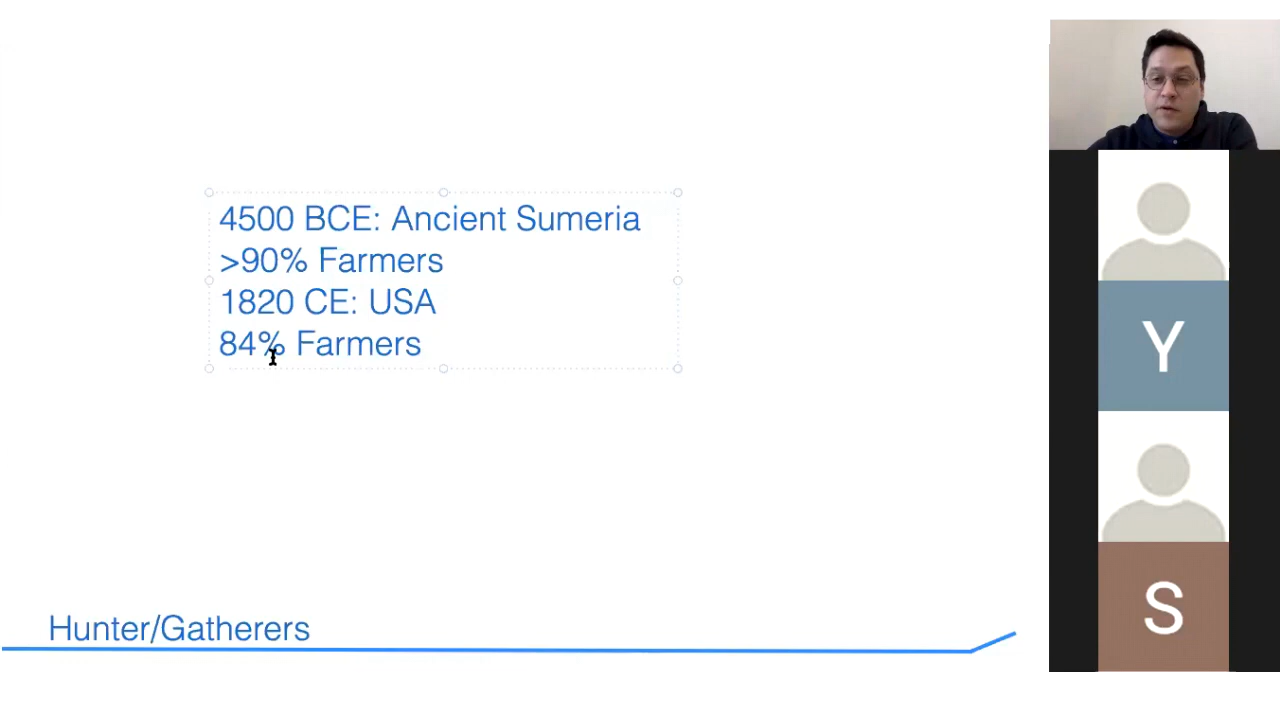 4500 BCE: Ancient Sumeria
>90% Farmers
1820 CE: USA
84% Farmers
Hunter/Gatherers
Y
S